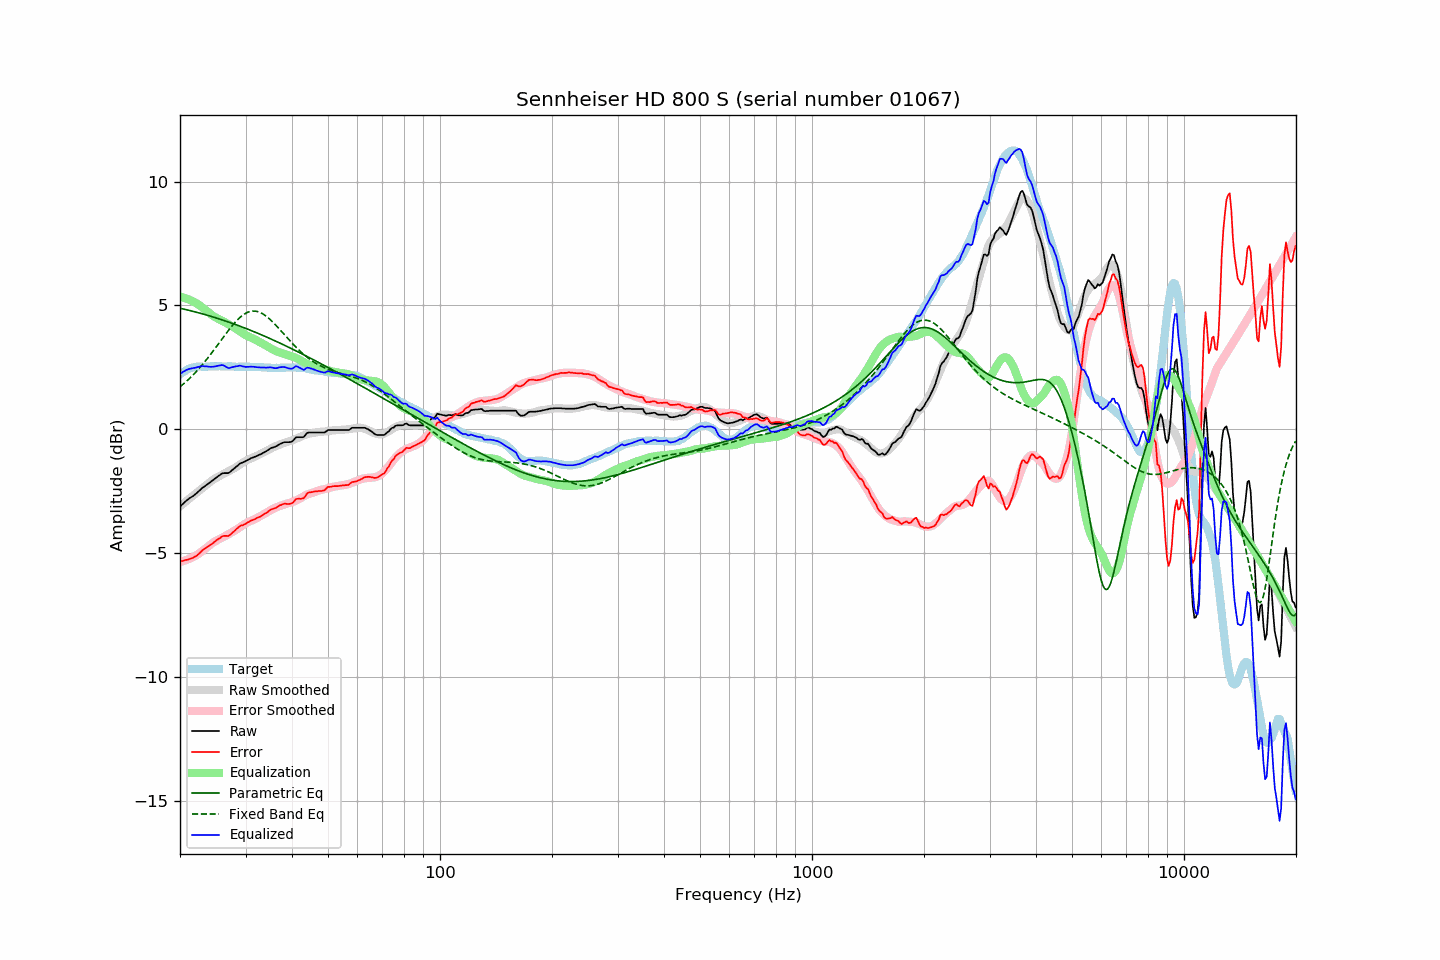 Sennheiser HD 800 S (serial number 01067)
10
5
0
−5
−10
−15
Amplitude (dBr)
Target
Raw Smoothed
Error Smoothed
Raw
Error
Equalization
Parametric Eq
Fixed Band Eq
Equalized
100
1000
10000
Frequency (Hz)